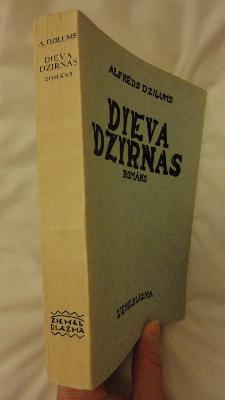 A. DZILUMS
DIEVA
DZIRNAS
ROMĀNS
ZIEMEĻ
BLĀZMA
ALFRĒDS DZILUMS
DIEVA
DZIRNAS
ROMĀNS
ZIEMEĻBLĀZMA